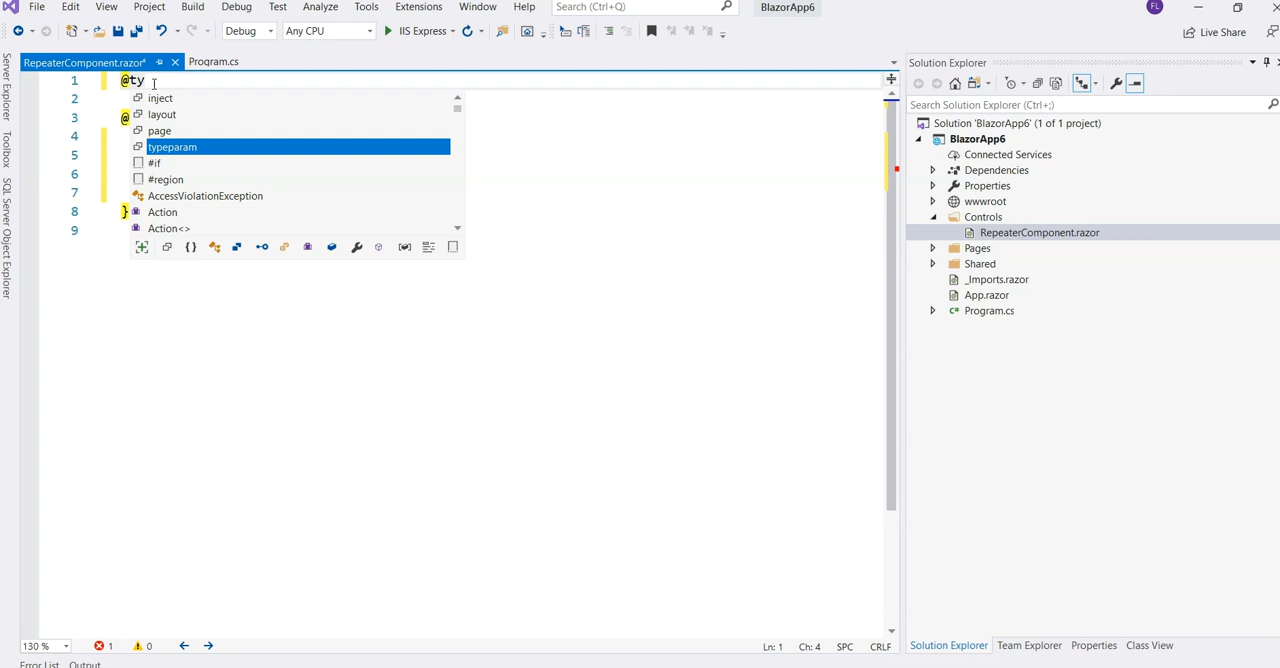 File Edit View Project Build Debug Test Analyze Tools Extensions Window Help Search (Ctrl+Q) BlazorApp6 FL
Debug Any CPU IIS Express Live Share
Server Explorer
Toolbox
SQL Server Object Explorer
RepeaterComponent.razor* Program.cs
1 @ty
2
3 @
4
5
6
7
8 }
9
inject
layout
page
typeparam
#if
#region
AccessViolationException
Action
Action<>
130 % 1 0 Ln: 1 Ch: 4 SPC CRLF
Error List Output
Solution Explorer
Search Solution Explorer (Ctrl+;)
Solution 'BlazorApp6' (1 of 1 project)
BlazorApp6
Connected Services
Dependencies
Properties
wwwroot
Controls
RepeaterComponent.razor
Pages
Shared
_Imports.razor
App.razor
C# Program.cs
Solution Explorer Team Explorer Properties Class View